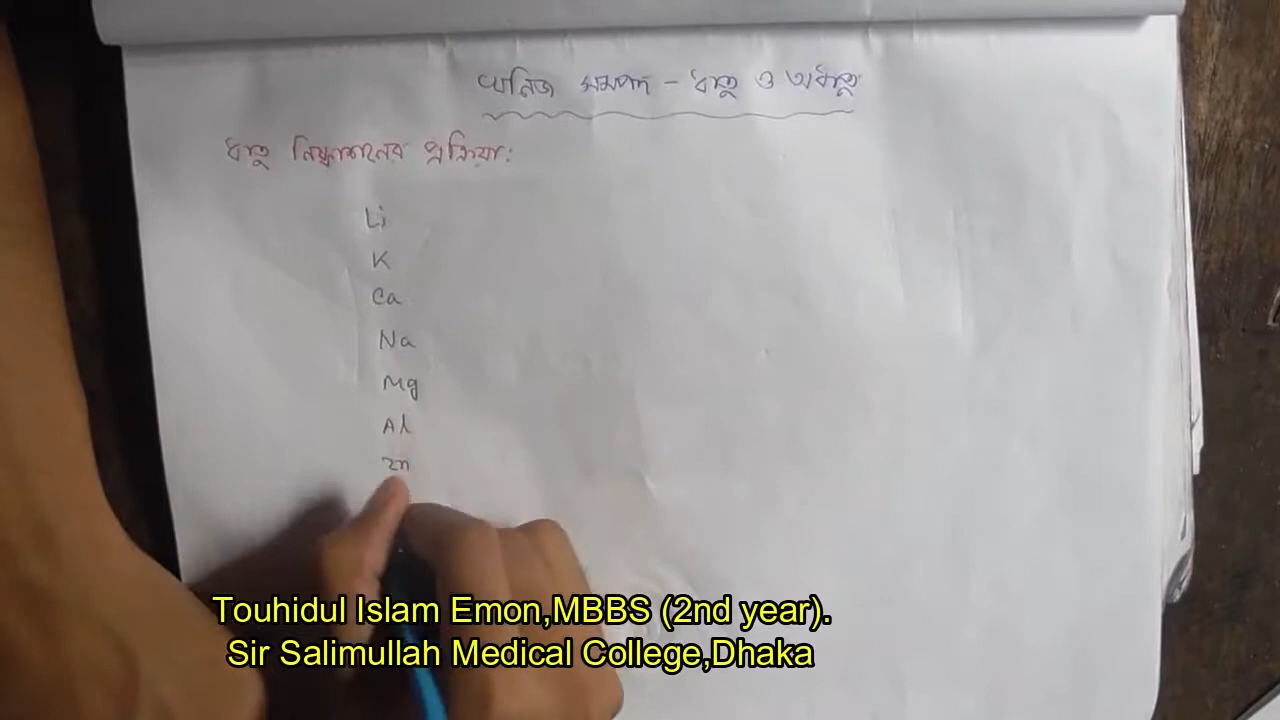 খনিজ সম্পদ - ধাতু ও অধাতু
ধাতু নিষ্কাশনের প্রক্রিয়া:
Li
K
Ca
Na
Mg
Al
Zn
Touhidul Islam Emon,MBBS (2nd year).
Sir Salimullah Medical College,Dhaka